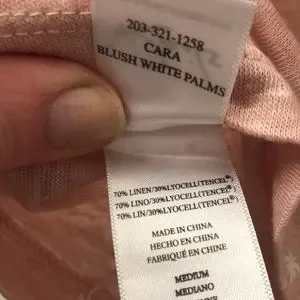 203-321-1258
CARA
BLUSH WHITE PALMS
70% LINEN/30%LYOCELL(TENCEL®)
70% LINO/30%LYOCELL(TENCEL®)
70% LIN/30%LYOCELL(TENCEL®)
MADE IN CHINA
HECHO EN CHINA
FABRIQUÉ EN CHINE
MEDIUM
MEDIANO